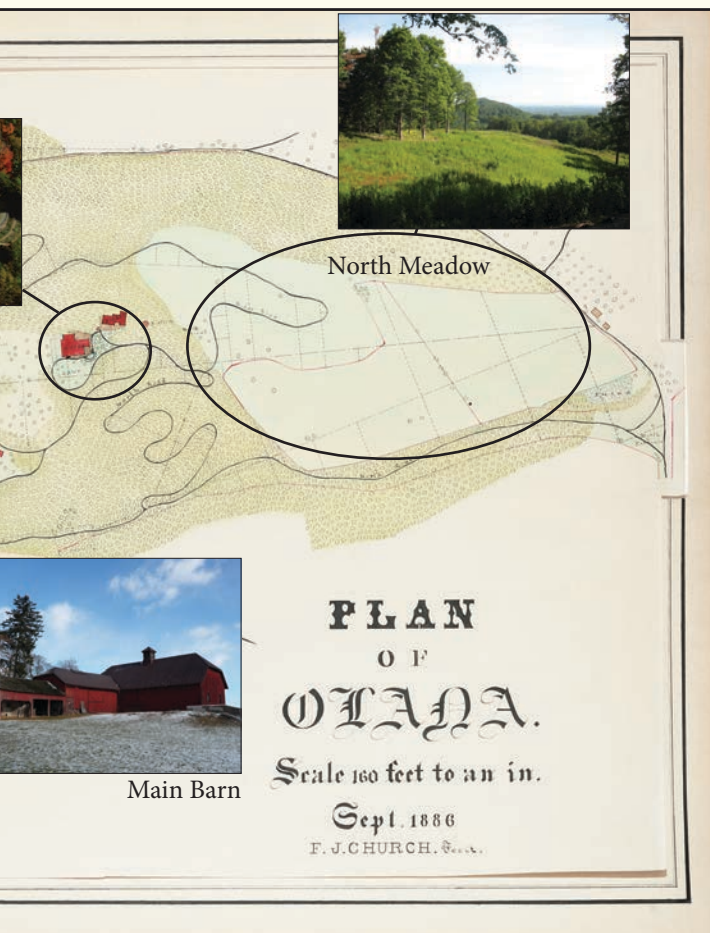 North Meadow
PLAN
OF
OLANA.
Scale 160 feet to an in.
Sept. 1886
F. J. CHURCH.
Main Barn